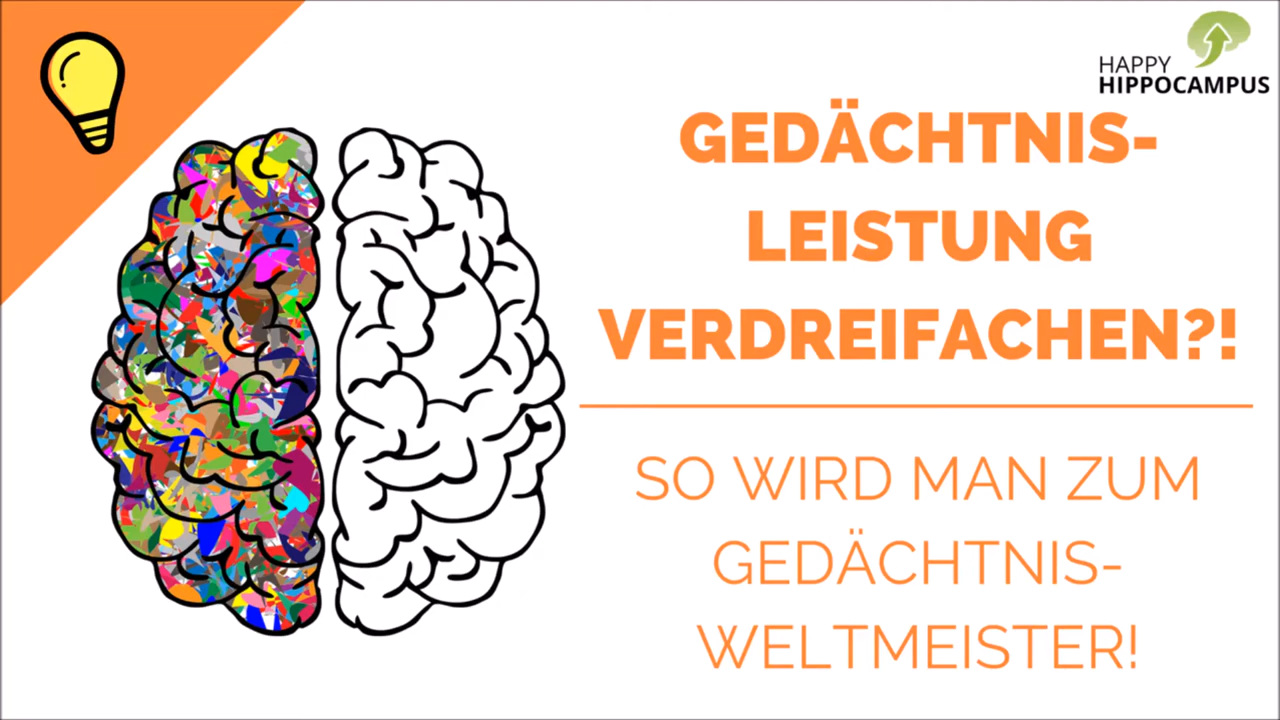 HAPPY
HIPPOCAMPUS
GEDÄCHTNIS-
LEISTUNG
VERDREIFACHEN?!
SO WIRD MAN ZUM
GEDÄCHTNIS-
WELTMEISTER!